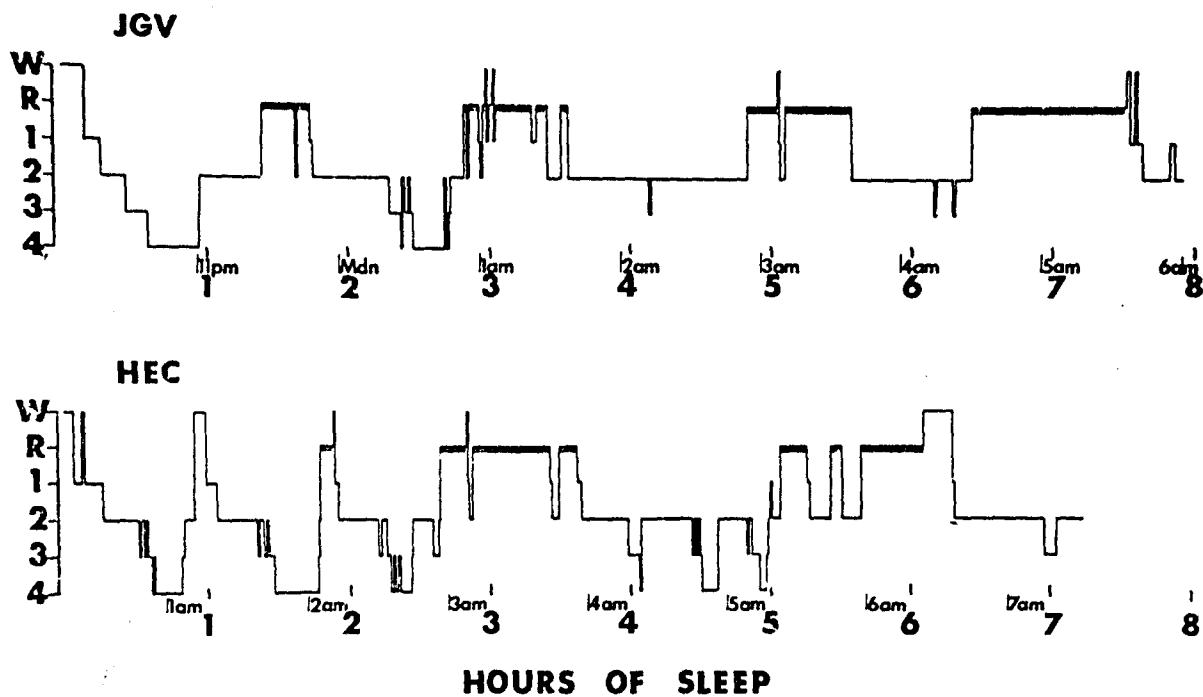 JGV
W
R
1
2
3
4
11pm Mdn 1am 2am 3am 4am 5am 6am
1 2 3 4 5 6 7 8
HEC
W
R
1
2
3
4
1am 2am 3am 4am 5am 6am 7am
1 2 3 4 5 6 7 8
HOURS OF SLEEP